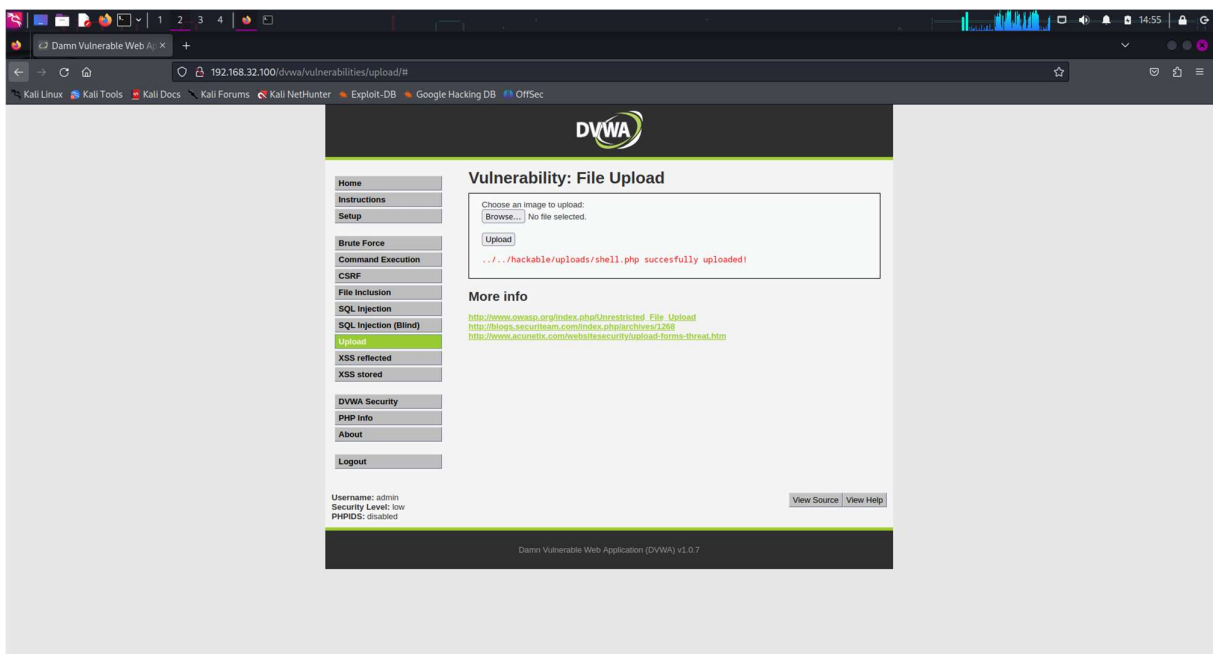 1 2 3 4 14:55
Damn Vulnerable Web Ap
192.168.32.100/dvwa/vulnerabilities/upload/#
Kali Linux Kali Tools Kali Docs Kali Forums Kali NetHunter Exploit-DB Google Hacking DB OffSec
DVWA
Home
Instructions
Setup
Brute Force
Command Execution
CSRF
File Inclusion
SQL Injection
SQL Injection (Blind)
Upload
XSS reflected
XSS stored
DVWA Security
PHP Info
About
Logout
Vulnerability: File Upload
Choose an image to upload:
Browse... No file selected.
Upload
../../hackable/uploads/shell.php succesfully uploaded!
More info
http://www.owasp.org/index.php/Unrestricted_File_Upload
http://blogs.securiteam.com/index.php/archives/1268
http://www.acunetix.com/websitesecurity/upload-forms-threat.htm
Username: admin
Security Level: low
PHPIDS: disabled
View Source View Help
Damn Vulnerable Web Application (DVWA) v1.0.7